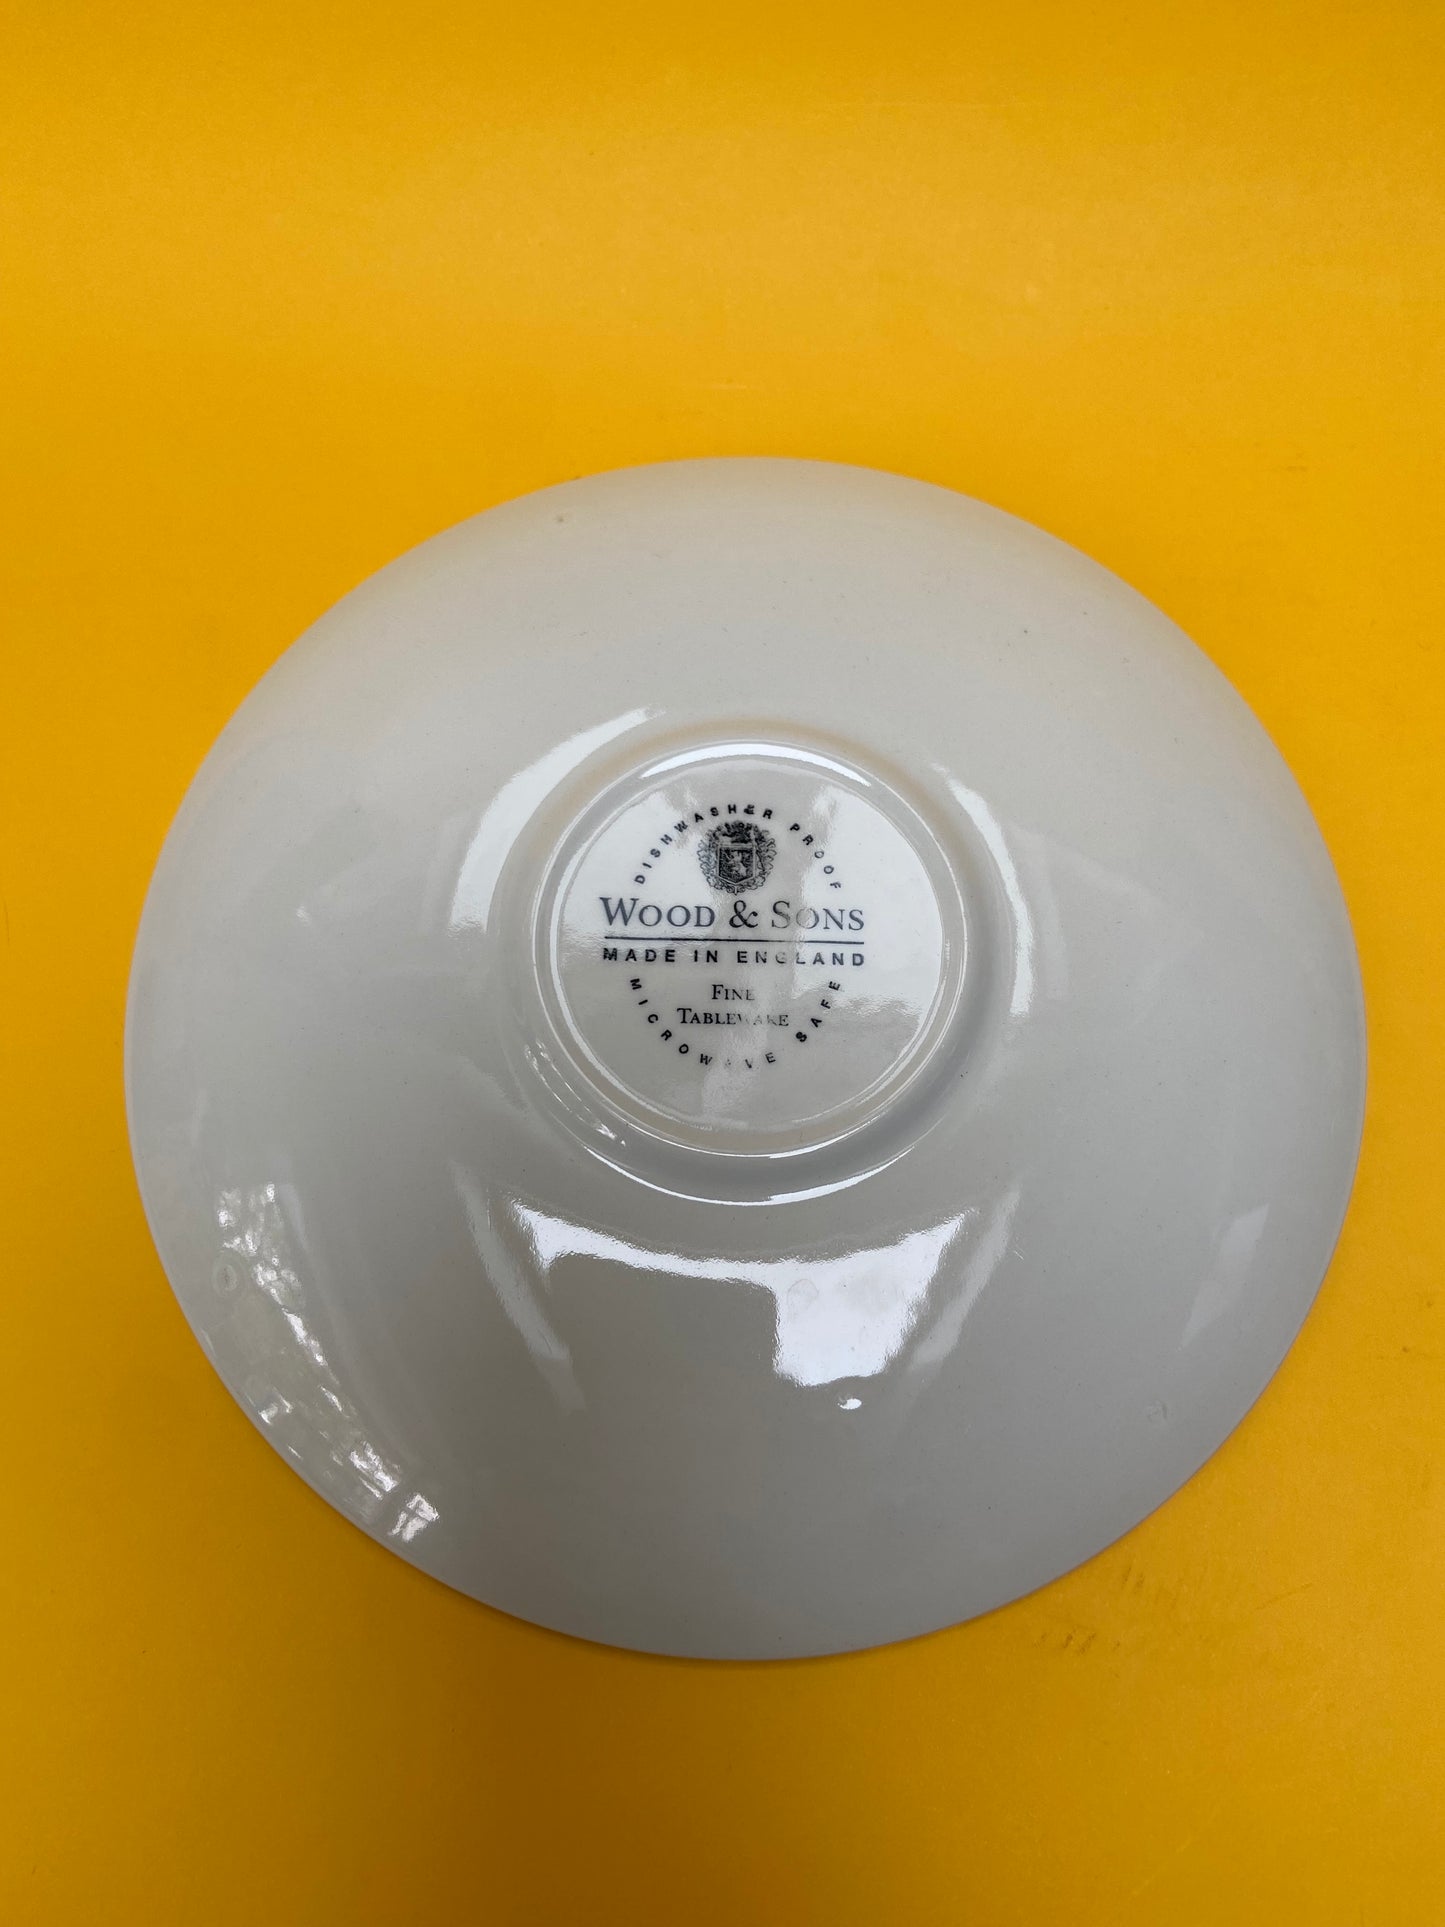 DISHWASHER PROOF
WOOD & SONS
MADE IN ENGLAND
FINE
TABLEWARE
MICROWAVE SAFE